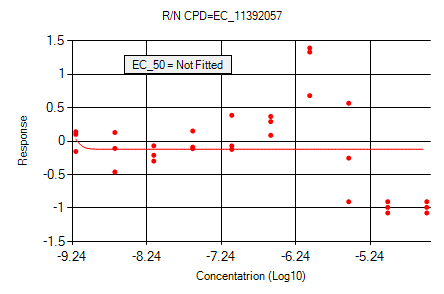 R/N CPD=EC_11392057
EC_50 = Not Fitted
Response
1.5
1
0.5
0
-0.5
-1
-1.5
-9.24 -8.24 -7.24 -6.24 -5.24
Concentatrion (Log10)